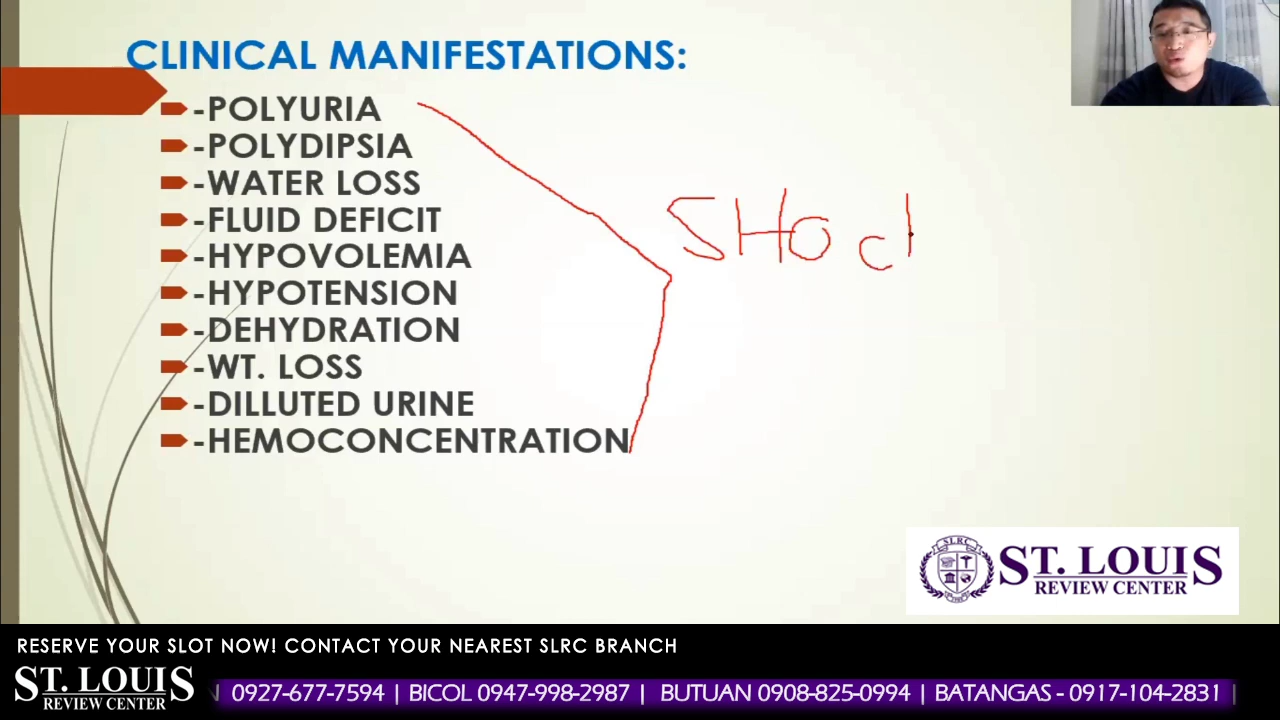 CLINICAL MANIFESTATIONS:
-POLYURIA
-POLYDIPSIA
-WATER LOSS
-FLUID DEFICIT
-HYPOVOLEMIA
-HYPOTENSION
-DEHYDRATION
-WT. LOSS
-DILLUTED URINE
-HEMOCONCENTRATION
SHocl
SLRC
ST. LOUIS
REVIEW CENTER
RESERVE YOUR SLOT NOW! CONTACT YOUR NEAREST SLRC BRANCH
ST. LOUIS
REVIEW CENTER
N 0927-677-7594 | BICOL 0947-998-2987 | BUTUAN 0908-825-0994 | BATANGAS - 0917-104-2831 |